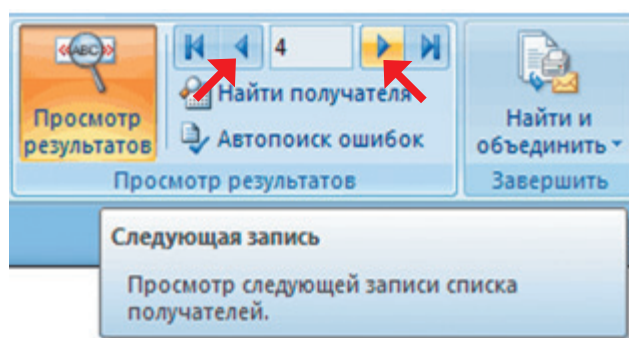 «ABC»
4
Найти получателя
Автопоиск ошибок
Просмотр
результатов
Просмотр результатов
Найти и
объединить
Завершить
Следующая запись
Просмотр следующей записи списка
получателей.